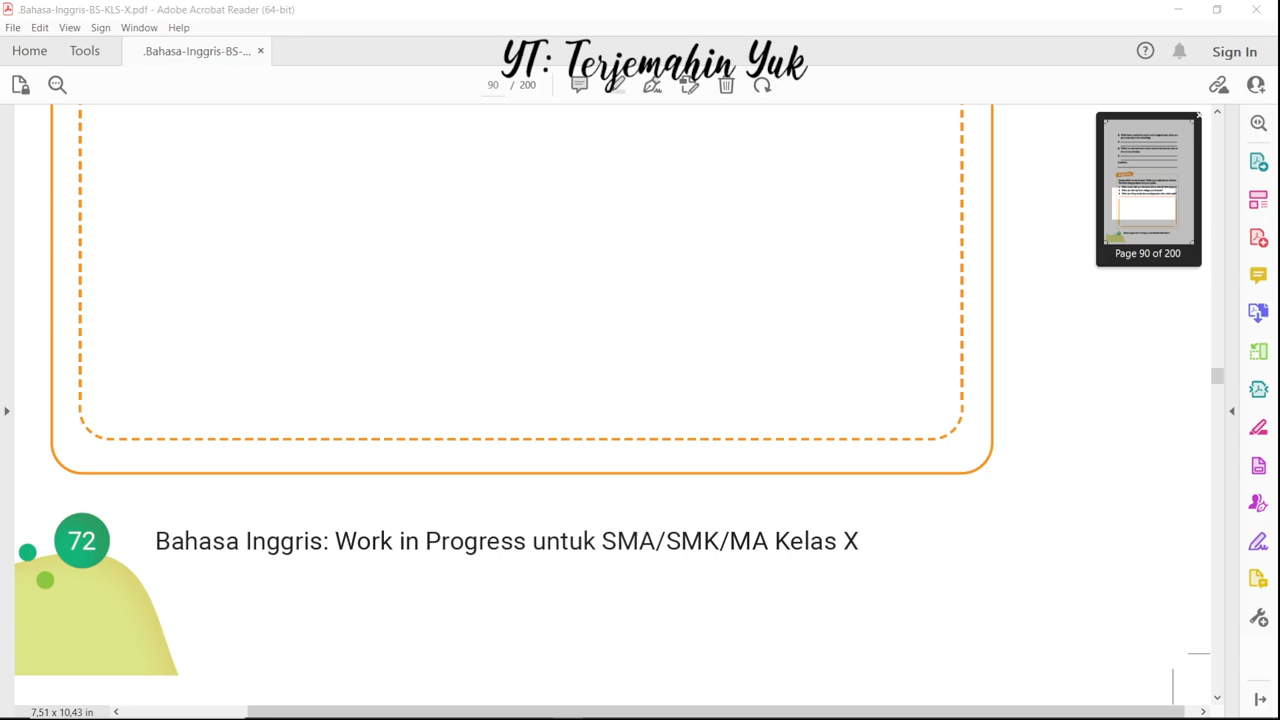 .Bahasa-Inggris-BS-KLS-X.pdf - Adobe Acrobat Reader (64-bit)
File Edit View Sign Window Help
Home Tools .Bahasa-Inggris-BS-... × Sign In
YT: Terjemahin Yuk
90 / 200
Page 90 of 200
72 Bahasa Inggris: Work in Progress untuk SMA/SMK/MA Kelas X
7,51 x 10,43 in